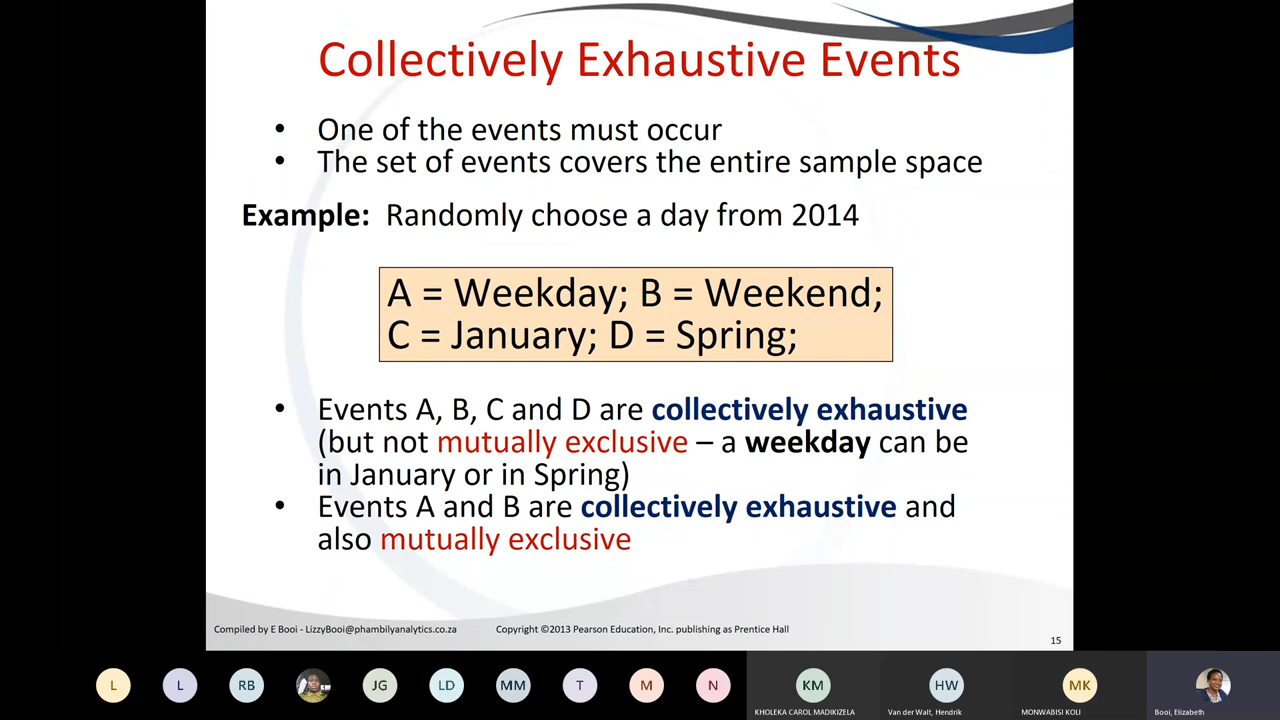 Collectively Exhaustive Events
• One of the events must occur
• The set of events covers the entire sample space
Example: Randomly choose a day from 2014
A = Weekday; B = Weekend;
C = January; D = Spring;
• Events A, B, C and D are collectively exhaustive
(but not mutually exclusive – a weekday can be
in January or in Spring)
• Events A and B are collectively exhaustive and
also mutually exclusive
Compiled by E Booi - LizzyBooi@phambilyanalytics.co.za Copyright ©2013 Pearson Education, Inc. publishing as Prentice Hall
15
L L RB JG LD MM T M N KM HW MK
KHOLEKA CAROL MADIKIZELA Van der Walt, Hendrik MONWABISI KOLI Booi, Elizabeth